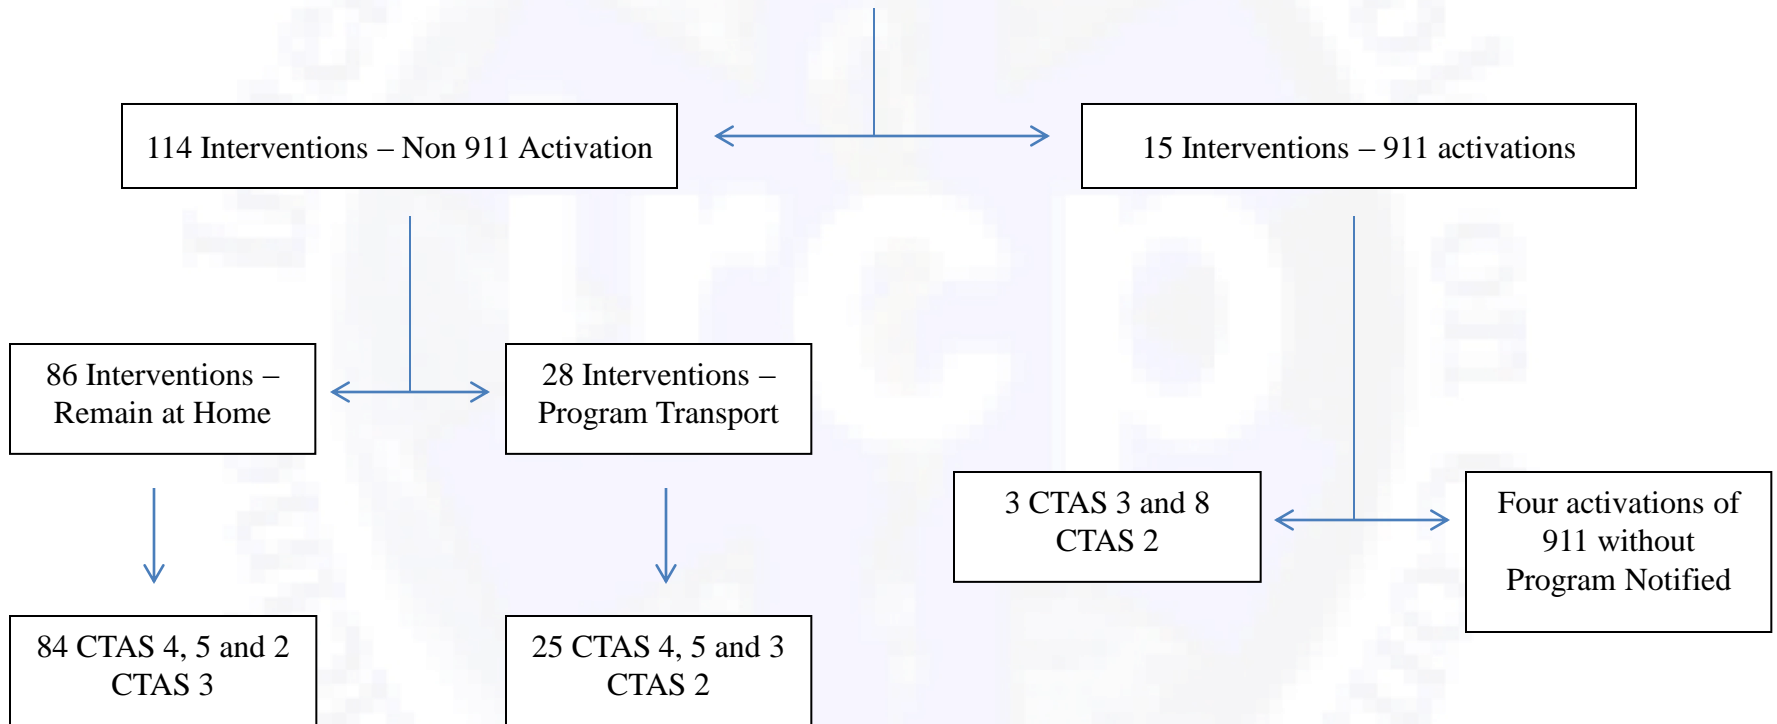 114 Interventions – Non 911 Activation
15 Interventions – 911 activations
86 Interventions –
Remain at Home
28 Interventions –
Program Transport
3 CTAS 3 and 8
CTAS 2
Four activations of
911 without
Program Notified
84 CTAS 4, 5 and 2
CTAS 3
25 CTAS 4, 5 and 3
CTAS 2